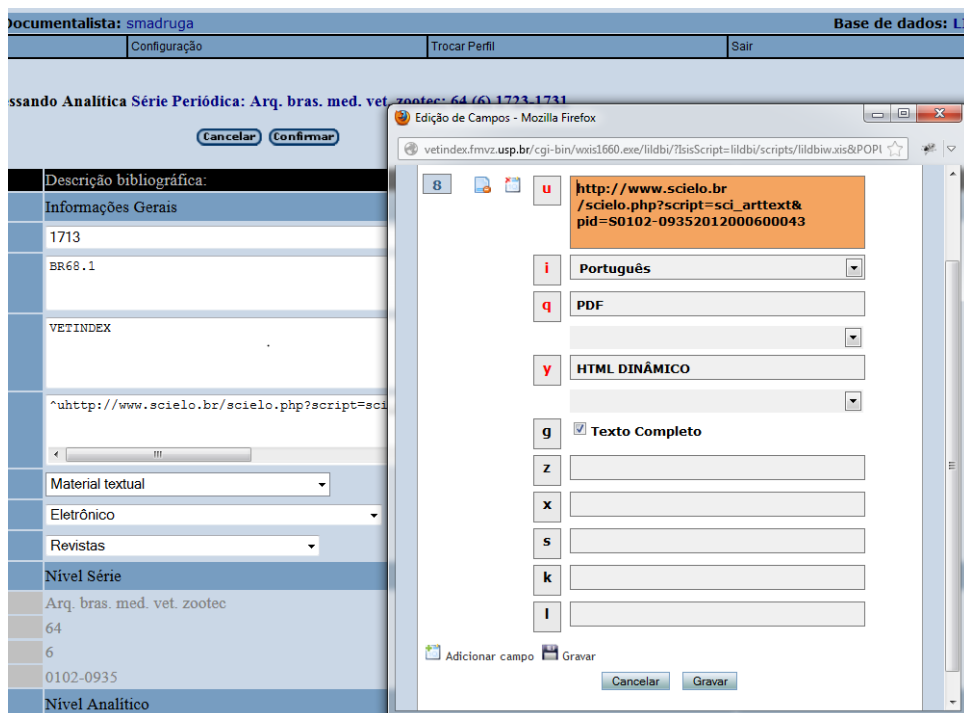 Documentalista: smadruga
Base de dados: LI
Configuração
Trocar Perfil
Sair
essando Analítica Série Periódica: Arq. bras. med. vet. zootec; 64 (6) 1723-1731
Cancelar Confirmar
Descrição bibliográfica:
Informações Gerais
1713
BR68.1
VETINDEX
^uhttp://www.scielo.br/scielo.php?script=sci
Material textual
Eletrônico
Revistas
Nível Série
Arq. bras. med. vet. zootec
64
6
0102-0935
Nível Analítico
Edição de Campos - Mozilla Firefox
vetindex.fmvz.usp.br/cgi-bin/wxis1660.exe/lildbi/?IsisScript=lildbi/scripts/lildbiw.xis&POPU
8
u
http://www.scielo.br
/scielo.php?script=sci_arttext&
pid=S0102-09352012000600043
i Português
q PDF
y HTML DINÂMICO
g Texto Completo
z
x
s
k
l
Adicionar campo Gravar
Cancelar Gravar